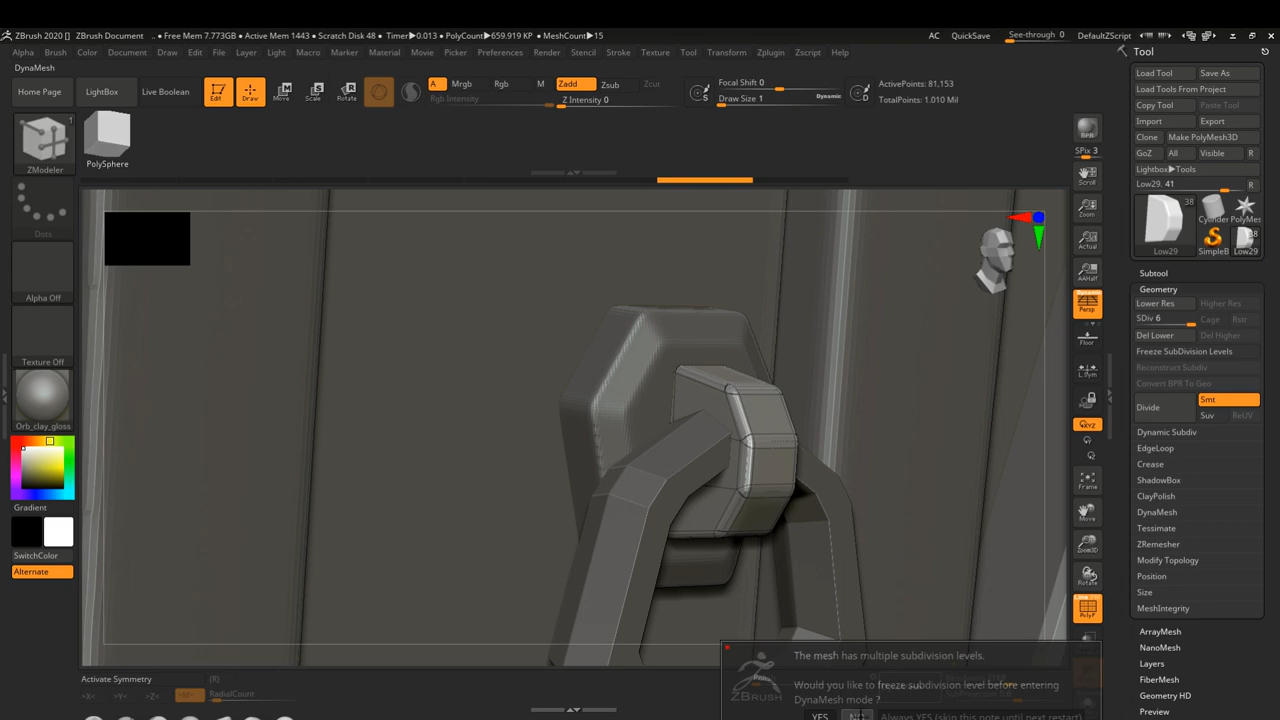 ZBrush 2020 [] ZBrush Document .. • Free Mem 7.773GB • Active Mem 1443 • Scratch Disk 48 • Timer▶0.013 • PolyCount▶659.919 KP • MeshCount▶15 AC QuickSave See-through 0 DefaultZScript
Alpha Brush Color Document Draw Edit File Layer Light Macro Marker Material Movie Picker Preferences Render Stencil Stroke Texture Tool Transform Zplugin Zscript Help
DynaMesh
Home Page LightBox Live Boolean Edit Draw Move Scale Rotate
A Mrgb Rgb M Zadd Zsub Zcut
Rgb Intensity Z Intensity 0
S Focal Shift 0
Draw Size 1 Dynamic
D ActivePoints: 81,153
TotalPoints: 1.010 Mil
1
ZModeler
PolySphere
Dots
Alpha Off
Texture Off
Orb_clay_gloss
Gradient
SwitchColor
Alternate
BPR
SPix 3
Scroll
Zoom
Actual
AAHalf
Dynamic
Persp
Floor
L.Sym
XYZ
Frame
Move
Zoom3D
Rotate
PolyF
Tool
Load Tool Save As
Load Tools From Project
Copy Tool Paste Tool
Import Export
Clone Make PolyMesh3D
GoZ All Visible R
Lightbox▶Tools
Low29. 41 R
38
Low29
Cylinder PolyMes
SimpleB
38
Low29
Subtool
Geometry
Lower Res Higher Res
SDiv 6 Cage Rstr
Del Lower Del Higher
Freeze SubDivision Levels
Reconstruct Subdiv
Convert BPR To Geo
Divide Smt
Suv ReUV
Dynamic Subdiv
EdgeLoop
Crease
ShadowBox
ClayPolish
DynaMesh
Tessimate
ZRemesher
Modify Topology
Position
Size
MeshIntegrity
ArrayMesh
NanoMesh
Layers
FiberMesh
Geometry HD
Preview
Activate Symmetry (R)
>X< >Y< >Z< >M< RadialCount
The mesh has multiple subdivision levels.
Would you like to freeze subdivision level before entering
DynaMesh mode ?
ZBRUSH
YES NO Always YES (skip this note until next restart)